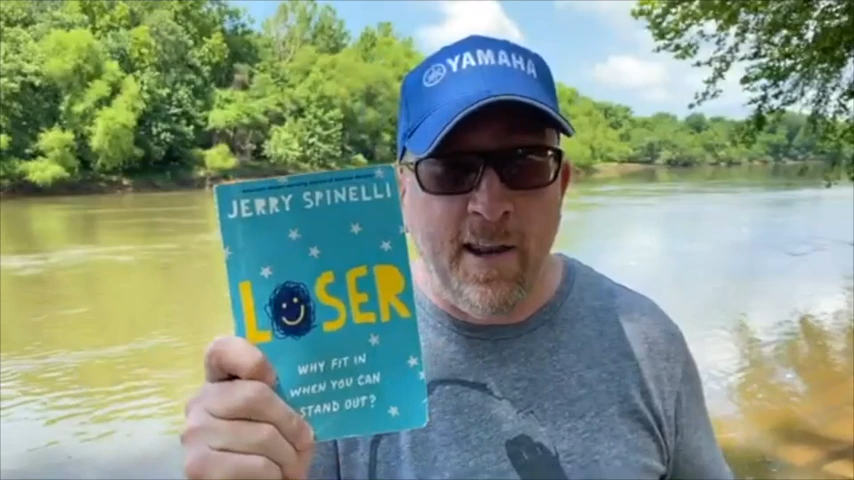 YAMAHA
JERRY SPINELLI
LOSER
WHY FIT IN
WHEN YOU CAN
STAND OUT?